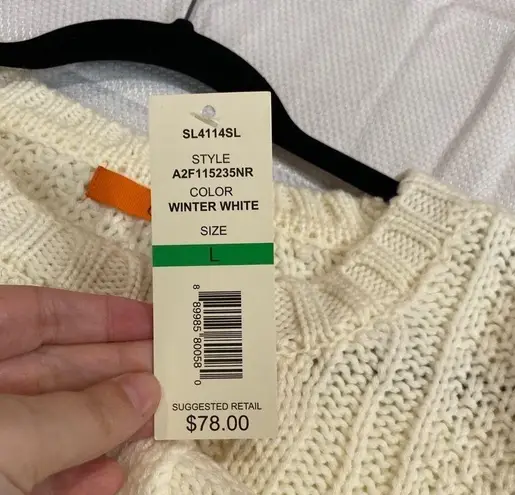 SL4114SL
STYLE
A2F115235NR
COLOR
WINTER WHITE
SIZE
L
8 89985 80058 0
SUGGESTED RETAIL
$78.00